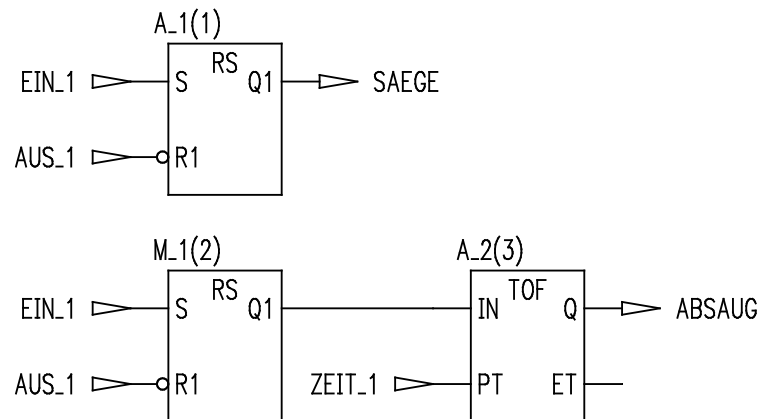 A_1(1)
RS
EIN_1 S Q1 SAEGE
AUS_1 R1
M_1(2) A_2(3)
RS TOF
EIN_1 S Q1 IN Q ABSAUG
AUS_1 R1 ZEIT_1 PT ET